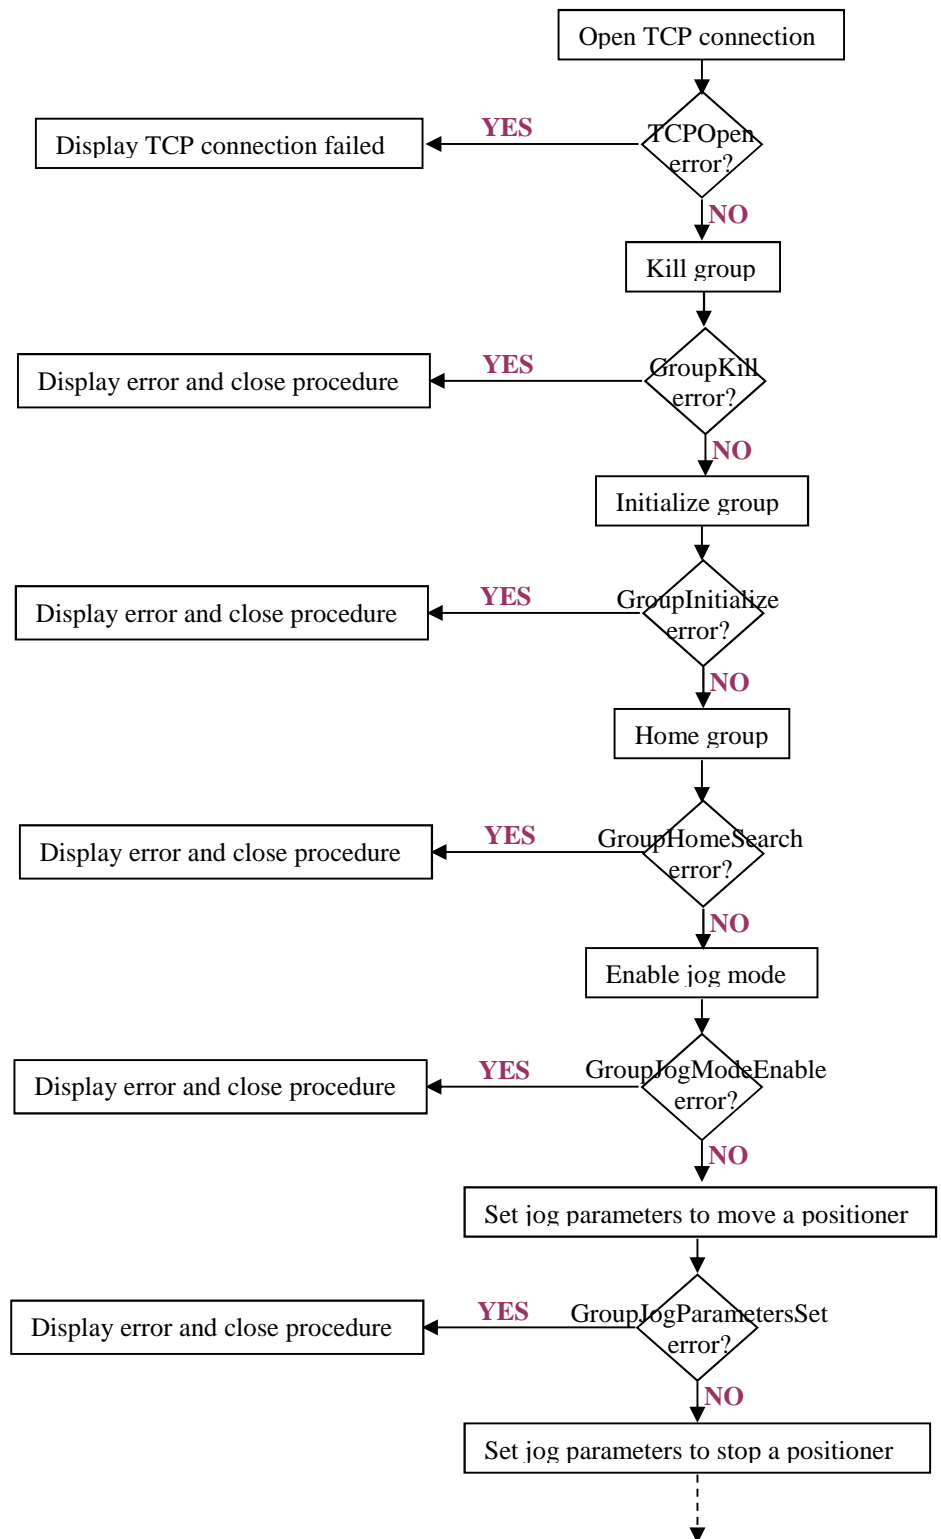 Open TCP connection
TCPOpen
error?
YES
Display TCP connection failed
NO
Kill group
GroupKill
error?
YES
Display error and close procedure
NO
Initialize group
GroupInitialize
error?
YES
Display error and close procedure
NO
Home group
GroupHomeSearch
error?
YES
Display error and close procedure
NO
Enable jog mode
GroupJogModeEnable
error?
YES
Display error and close procedure
NO
Set jog parameters to move a positioner
GroupJogParametersSet
error?
YES
Display error and close procedure
NO
Set jog parameters to stop a positioner